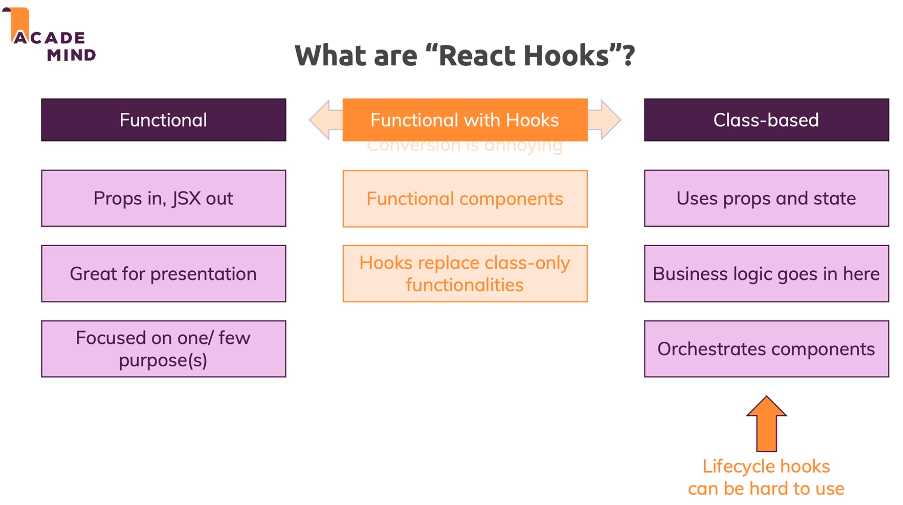 ACADE
MIND
What are “React Hooks”?
Functional
Functional with Hooks
Class-based
Conversion is annoying
Props in, JSX out
Functional components
Uses props and state
Great for presentation
Hooks replace class-only
functionalities
Business logic goes in here
Focused on one/ few
purpose(s)
Orchestrates components
Lifecycle hooks
can be hard to use